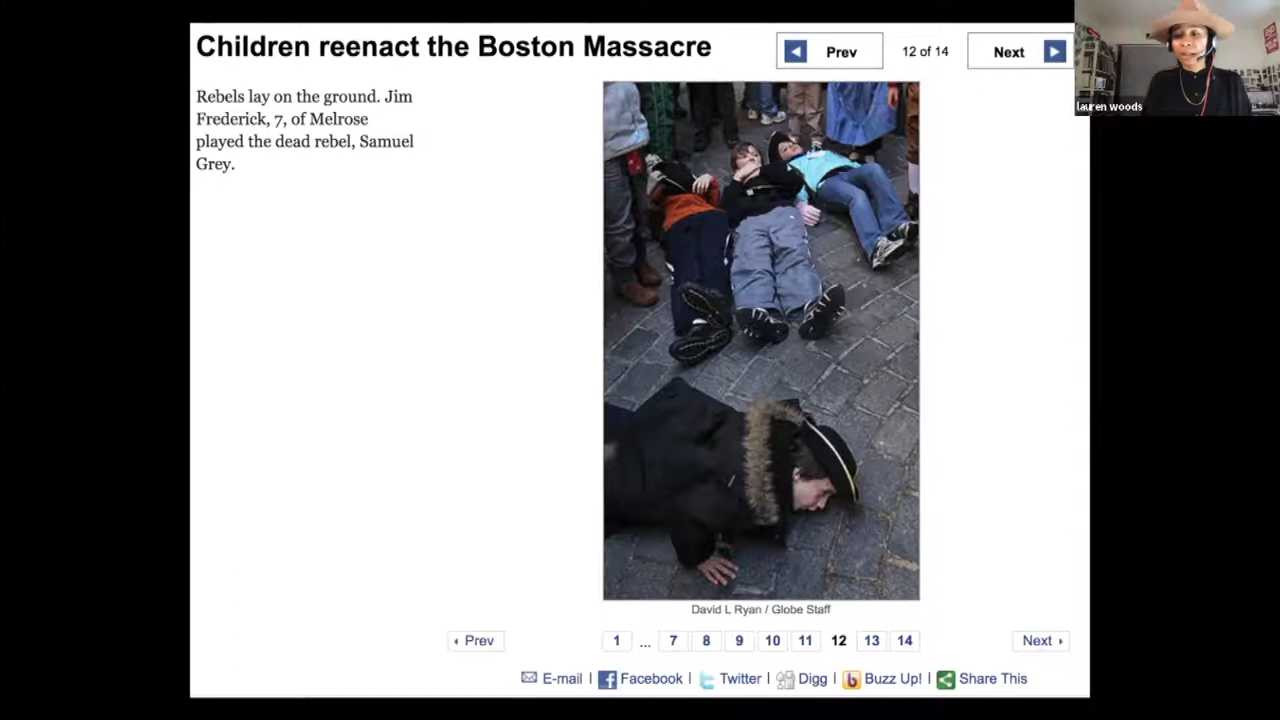 Children reenact the Boston Massacre
Prev
12 of 14
Next
lauren woods
Rebels lay on the ground. Jim
Frederick, 7, of Melrose
played the dead rebel, Samuel
Grey.
David L Ryan / Globe Staff
Prev
1 ... 7 8 9 10 11 12 13 14
Next
E-mail | Facebook | Twitter | Digg | Buzz Up! | Share This